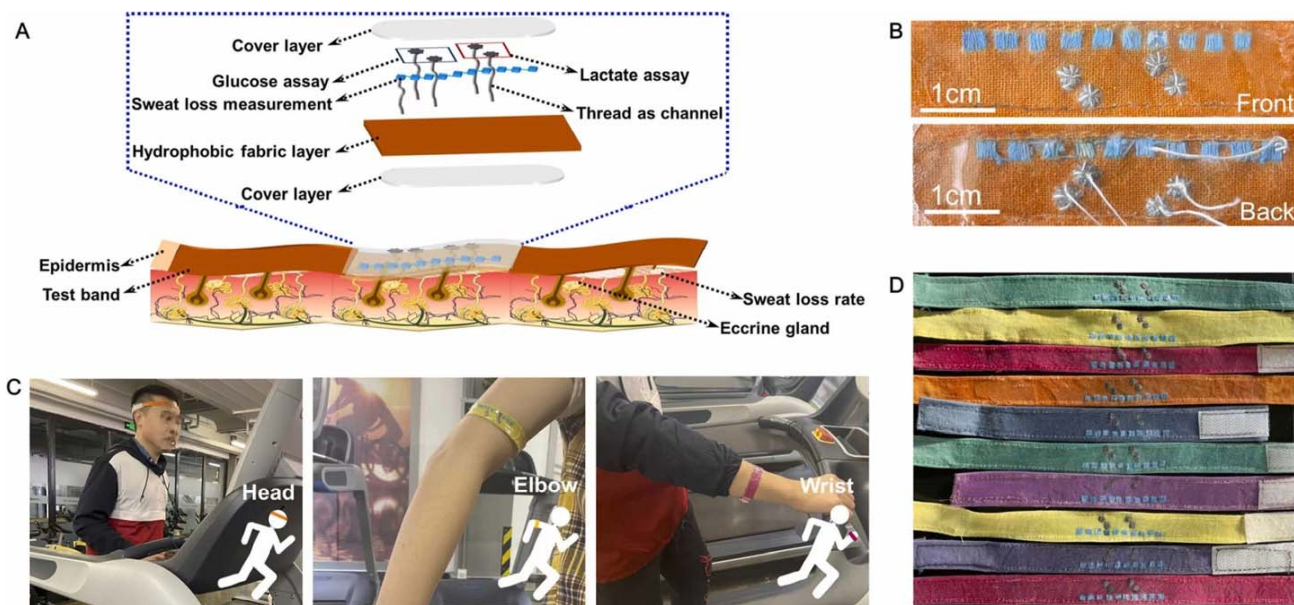 A
Cover layer
Glucose assay
Lactate assay
Sweat loss measurement
Thread as channel
Hydrophobic fabric layer
Cover layer
Epidermis
Test band
Sweat loss rate
Eccrine gland
B
1cm
Front
1cm
Back
C
Head
Elbow
Wrist
D